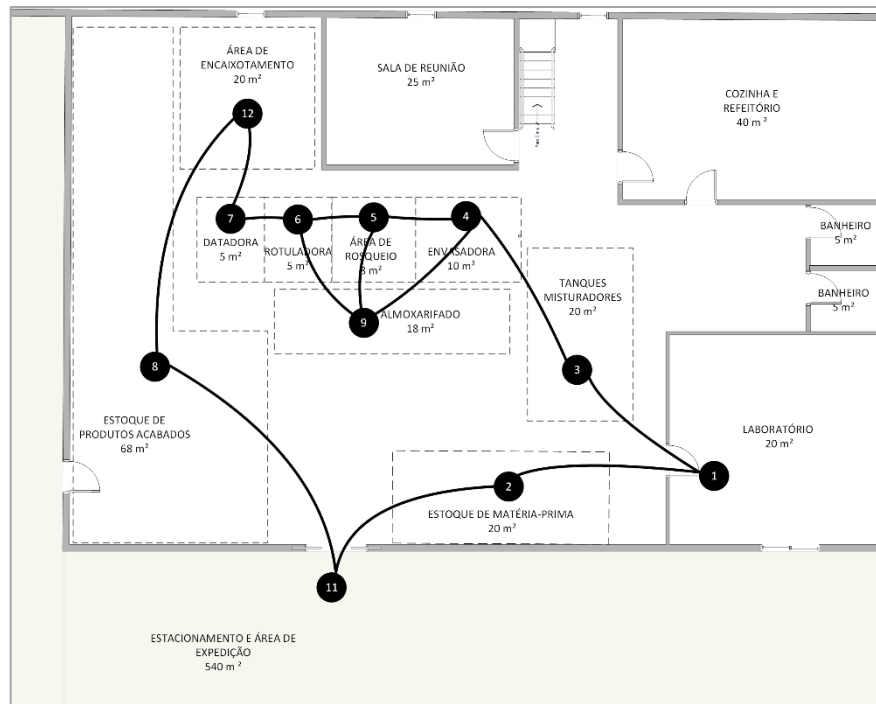 ÁREA DE
ENCAIXOTAMENTO
20 m²
12
SALA DE REUNIÃO
25 m²
COZINHA E
REFEITÓRIO
40 m ²
BANHEIRO
5 m²
BANHEIRO
5 m²
7
DATADORA
5 m²
6
ROTULADORA
5 m²
5
ÁREA DE
ROSQUEIO
8 m²
4
ENVASADORA
10 m²
TANQUES
MISTURADORES
20 m²
3
9
ALMOXARIFADO
18 m²
8
ESTOQUE DE
PRODUTOS ACABADOS
68 m²
LABORATÓRIO
20 m²
1
2
ESTOQUE DE MATÉRIA-PRIMA
20 m²
11
ESTACIONAMENTO E ÁREA DE
EXPEDIÇÃO
540 m ²